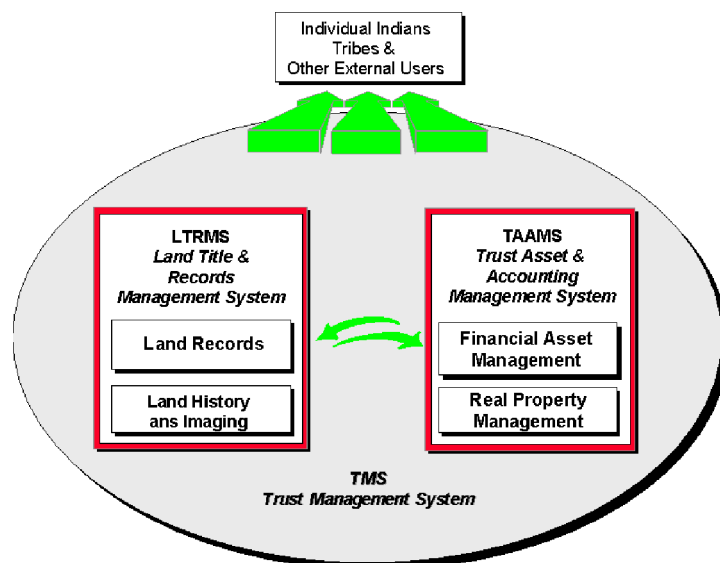 Individual Indians
Tribes &
Other External Users
LTRMS
Land Title &
Records
Management System
Land Records
Land History
ans Imaging
TAAMS
Trust Asset &
Accounting
Management System
Financial Asset
Management
Real Property
Management
TMS
Trust Management System